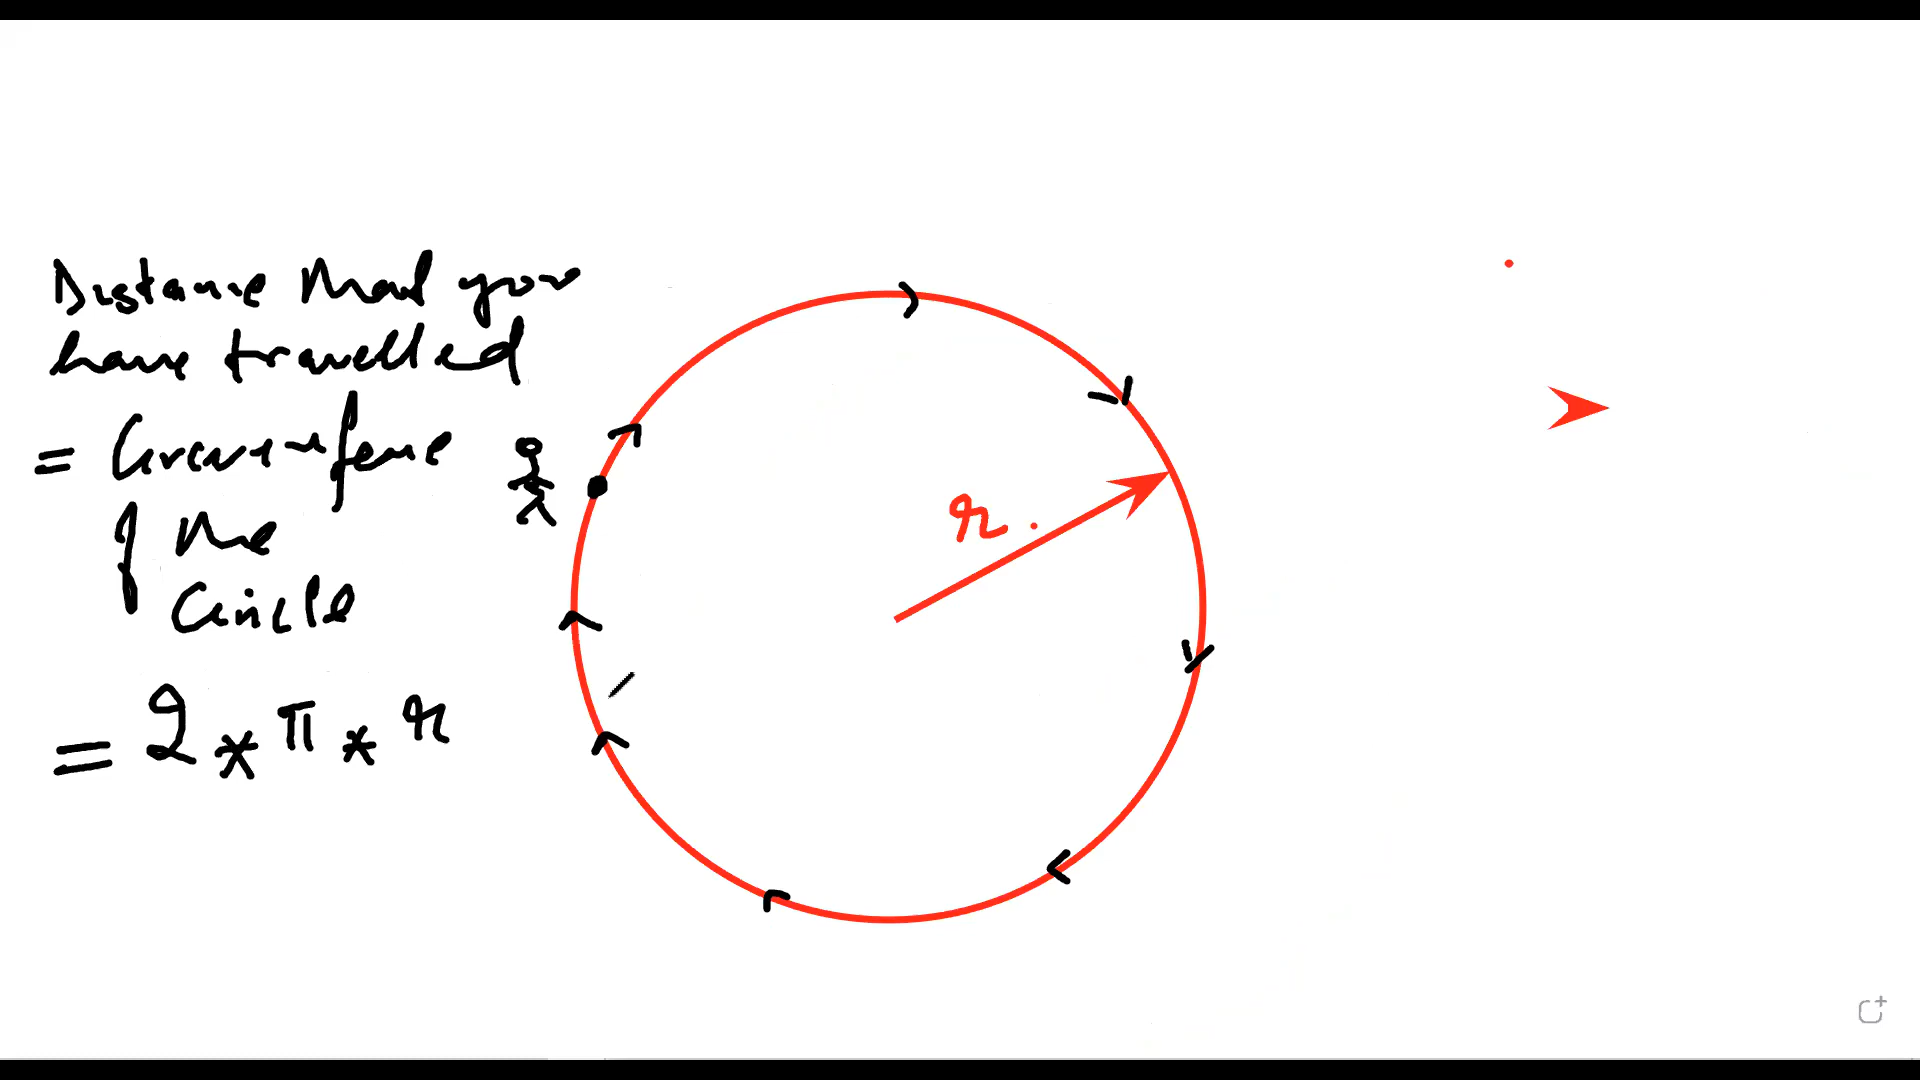 Distance that you
have travelled
= Circumference
of the
Circle
= 2 * π * r
r.